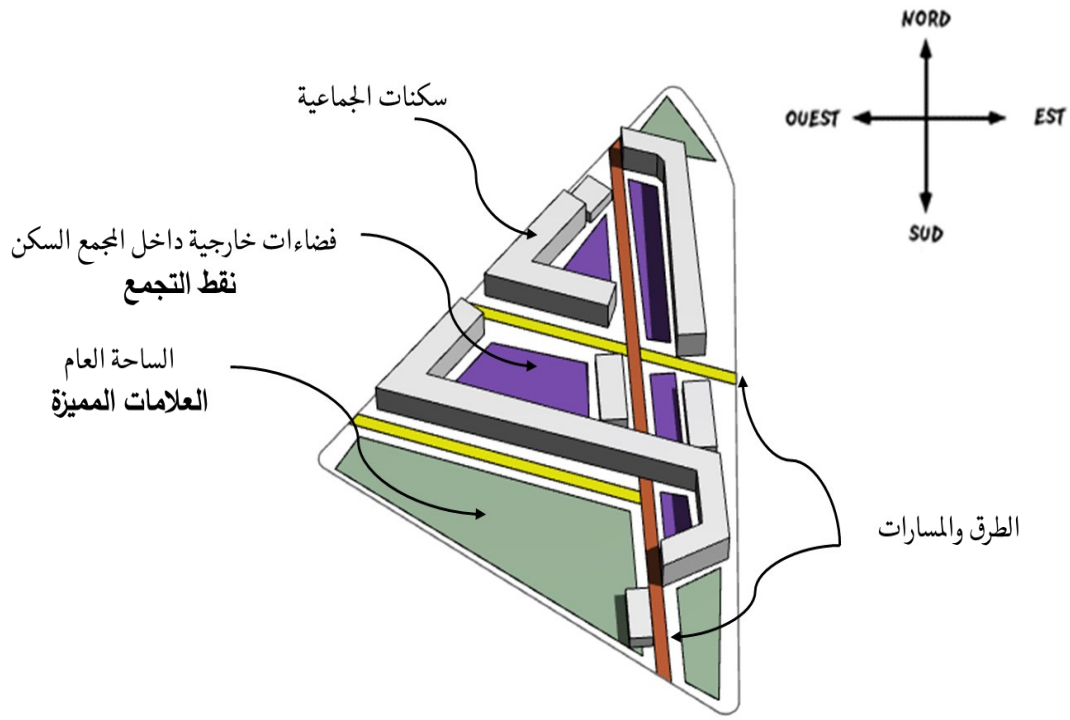 NORD
سكنات الجماعية
OUEST
EST
فضاءات خارجية داخل المجمع السكن
نقط التجمع
SUD
الساحة العام
العلامات المميزة
الطرق والمسارات